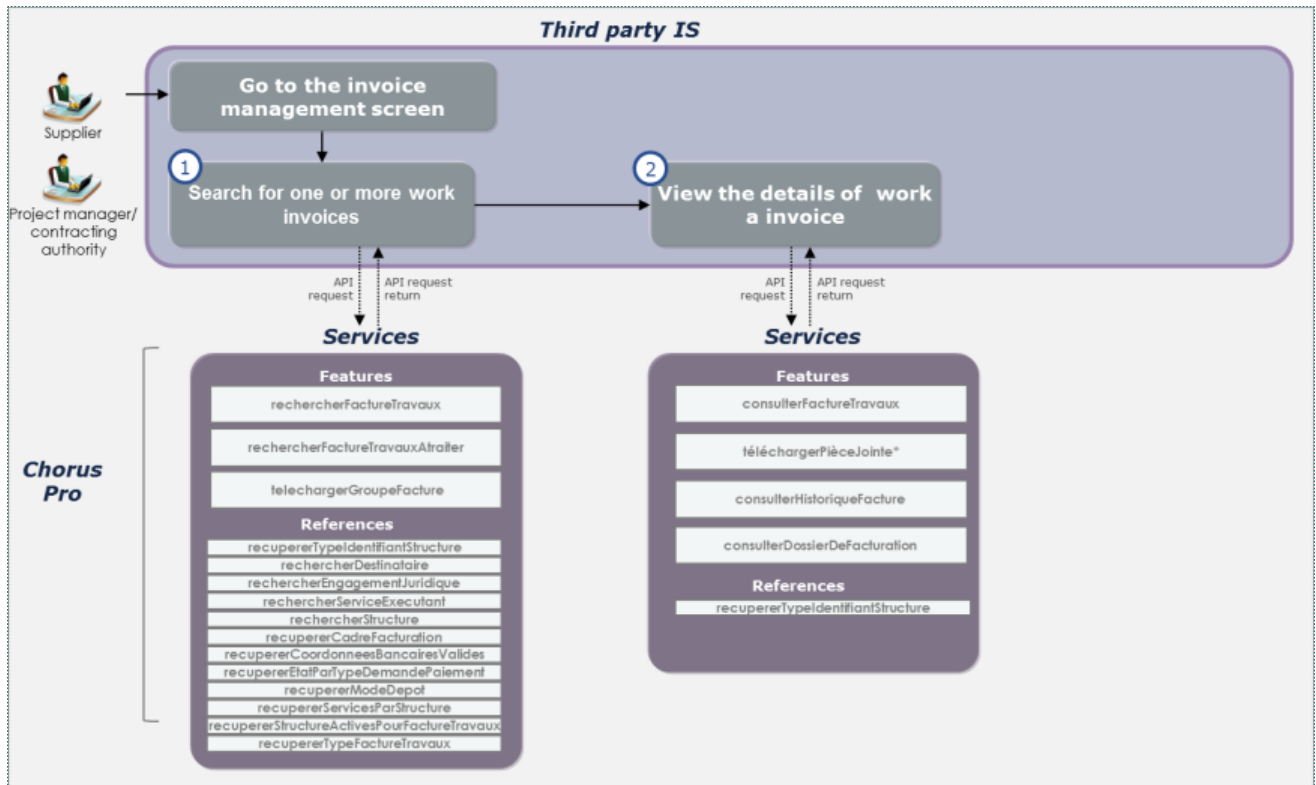 Third party IS
Go to the invoice
management screen
Supplier
1
Search for one or more work
invoices
2
View the details of  work
a invoice
Project manager/
contracting
authority
API
request
API request
return
API
request
API request
return
Services
Services
Chorus
Pro
Features
rechercherFactureTravaux
rechercherFactureTravauxAtraiter
telechargerGroupeFacture
References
recupererTypeIdentifiantStructure
rechercherDestinataire
rechercherEngagementJuridique
rechercherServiceExecutant
rechercherStructure
recupererCadreFacturation
recupererCoordonneesBancairesValides
recupererEtatParTypeDemandePaiement
recupererModeDepot
recupererServicesParStructure
recupererStructureActivesPourFactureTravaux
recupererTypeFactureTravaux
Features
consulterFactureTravaux
téléchargerPièceJointe*
consulterHistoriqueFacture
consulterDossierDeFacturation
References
recupererTypeIdentifiantStructure